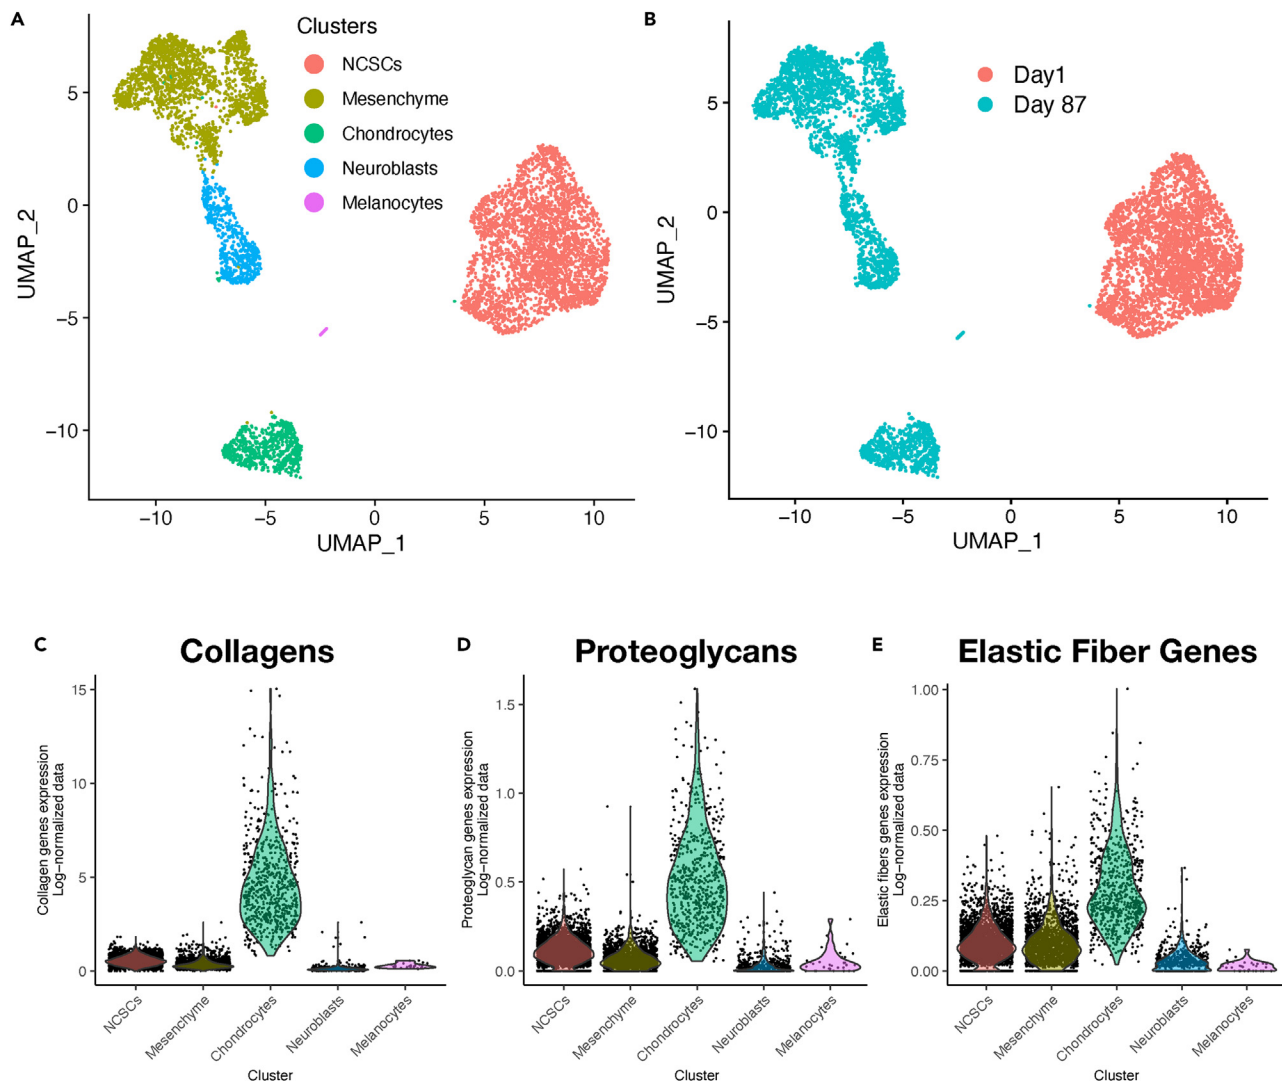 A
Clusters
NCSCs
Mesenchyme
Chondrocytes
Neuroblasts
Melanocytes
5
0
−5
−10
UMAP_2
−10
−5
0
5
10
UMAP_1
B
Day1
Day 87
5
0
−5
−10
UMAP_2
−10
−5
0
5
10
UMAP_1
C
Collagens
15
10
5
0
Collagen genes expression
Log−normalized data
NCSCs
Mesenchyme
Chondrocytes
Neuroblasts
Melanocytes
Cluster
D
Proteoglycans
1.5
1.0
0.5
0.0
Proteoglycan genes expression
Log−normalized data
NCSCs
Mesenchyme
Chondrocytes
Neuroblasts
Melanocytes
Cluster
E
Elastic Fiber Genes
1.00
0.75
0.50
0.25
0.00
Elastic fibers genes expression
Log−normalized data
NCSCs
Mesenchyme
Chondrocytes
Neuroblasts
Melanocytes
Cluster